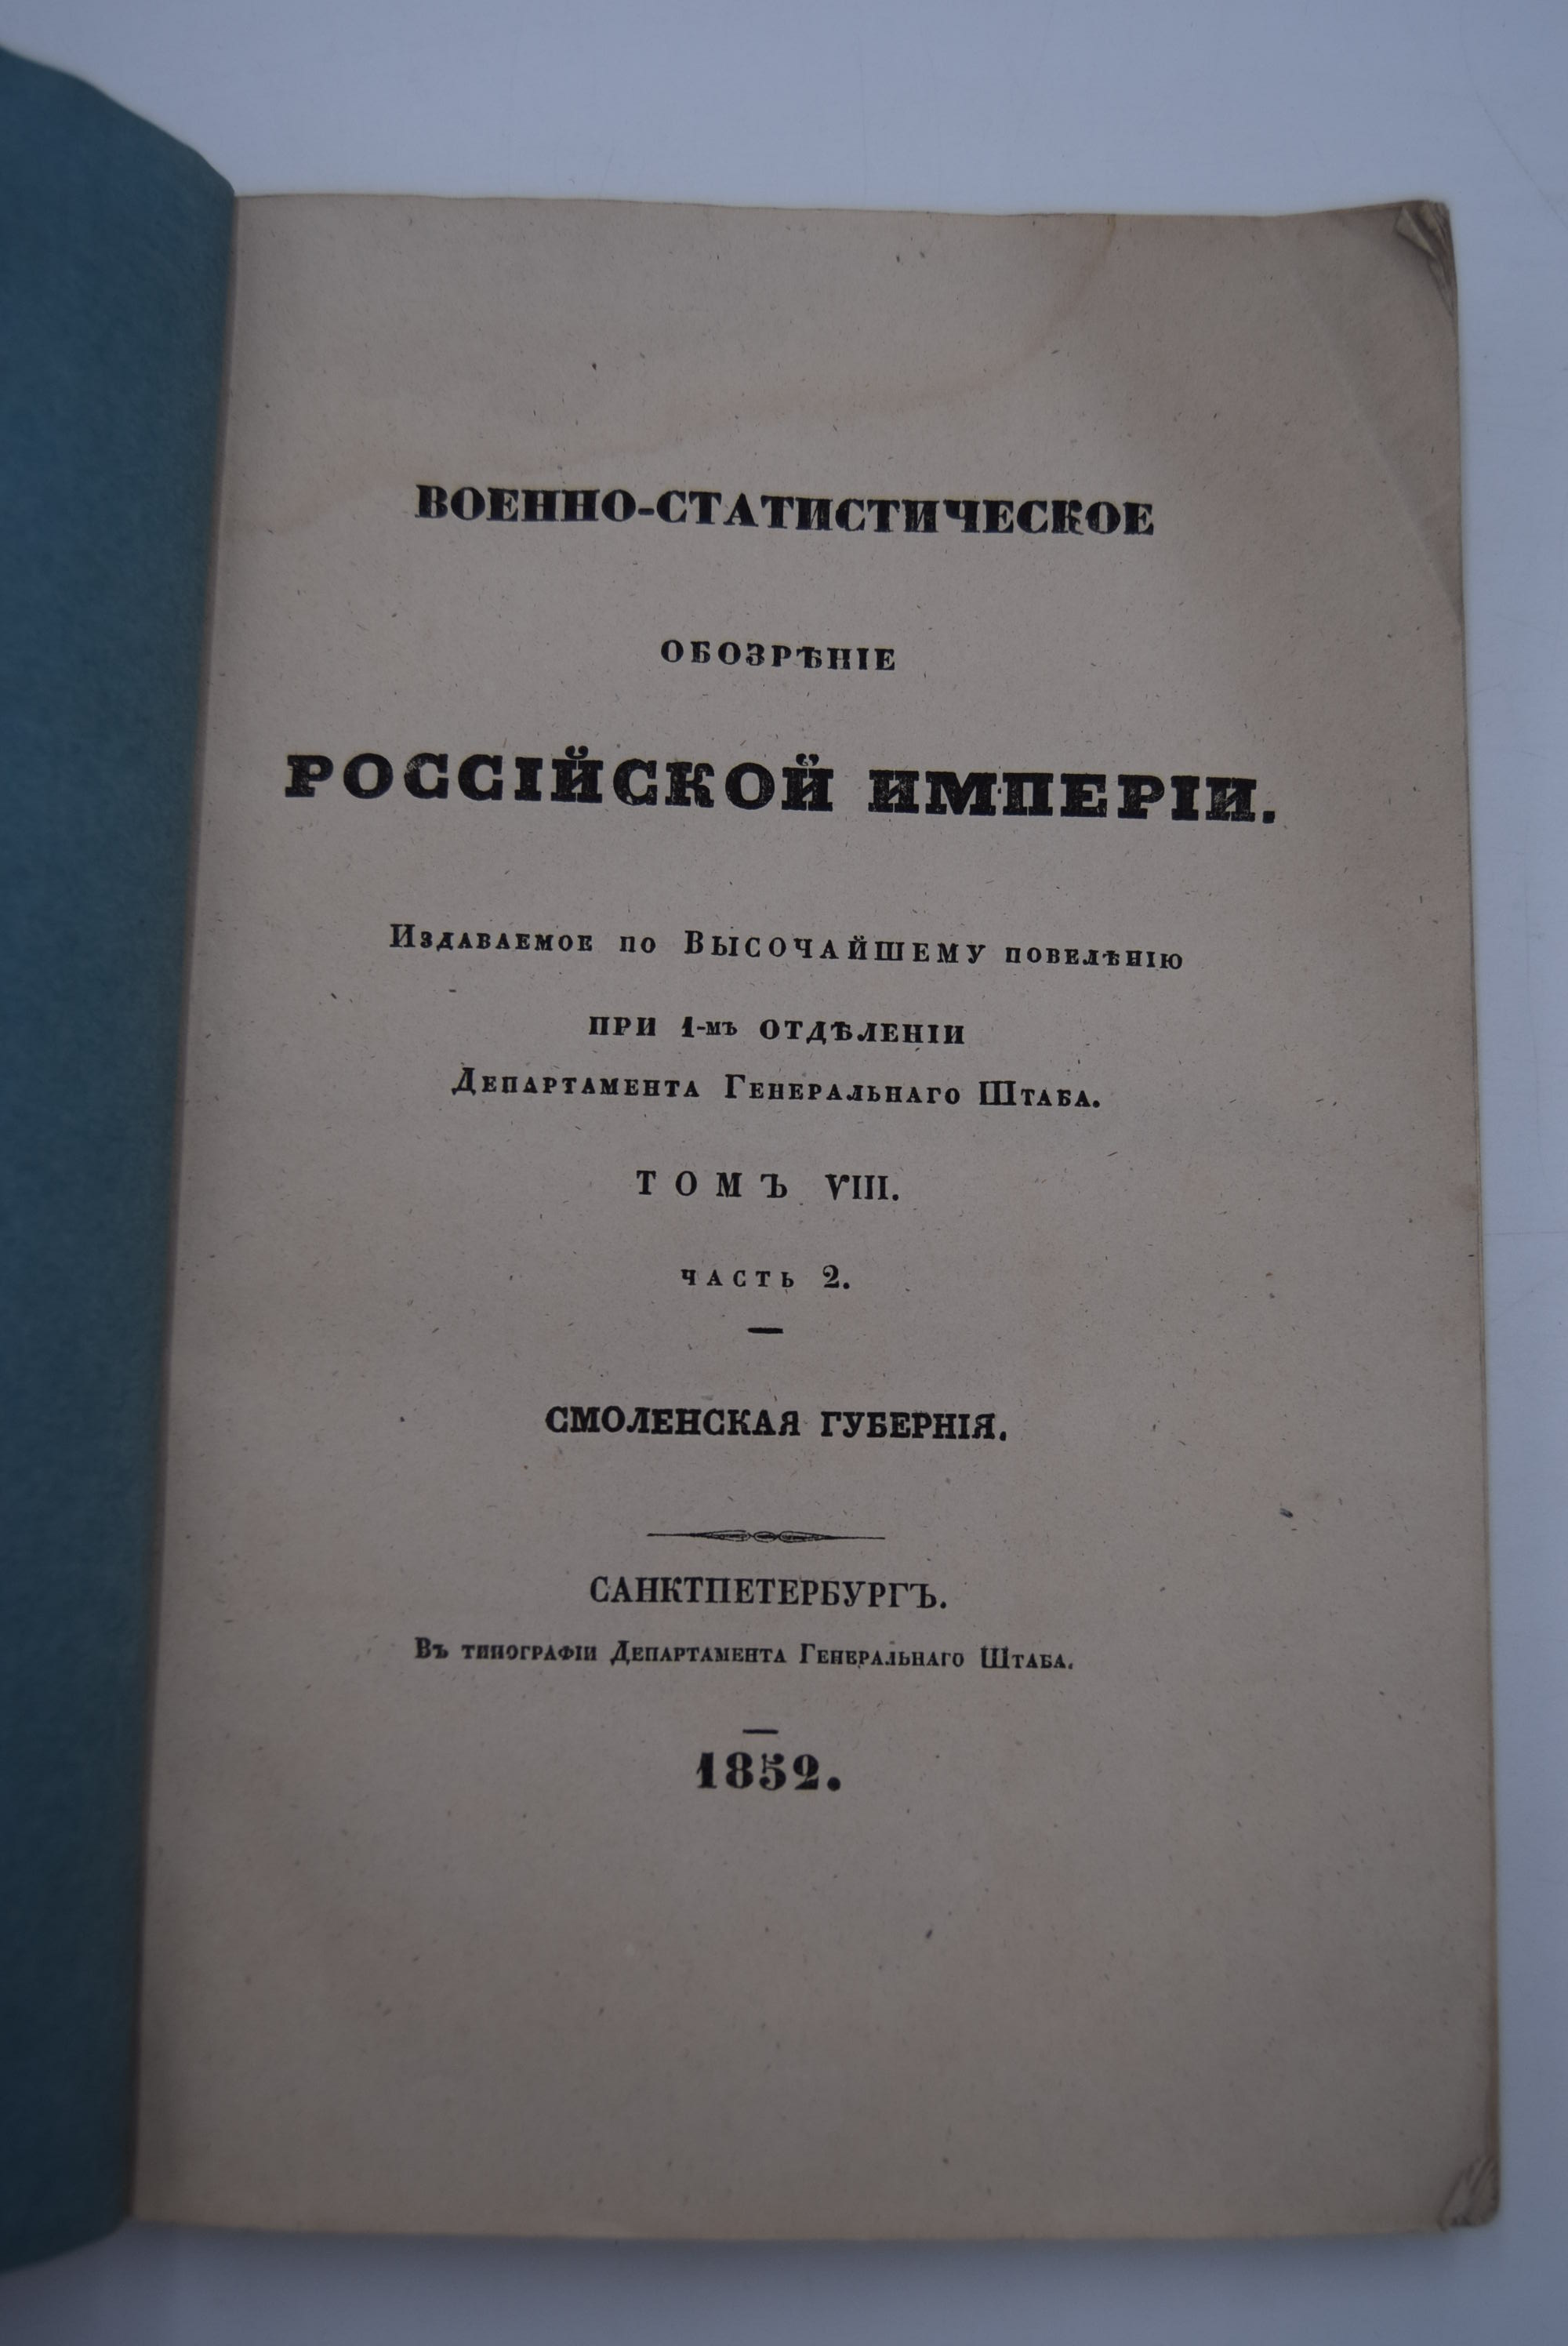 ВОЕННО-СТАТИСТИЧЕСКОЕ
ОБОЗРѢНІЕ
РОССІЙСКОЙ ИМПЕРІИ.
Издаваемое по ВЫСОЧАЙШЕМУ повелѣнію
ПРИ 1-мъ ОТДѢЛЕНІИ
Департамента Генеральнаго Штаба.
ТОМЪ VIII.
ЧАСТЬ 2.
СМОЛЕНСКАЯ ГУБЕРНІЯ.
САНКТПЕТЕРБУРГЪ.
Въ типографіи Департамента Генеральнаго Штаба.
1852.